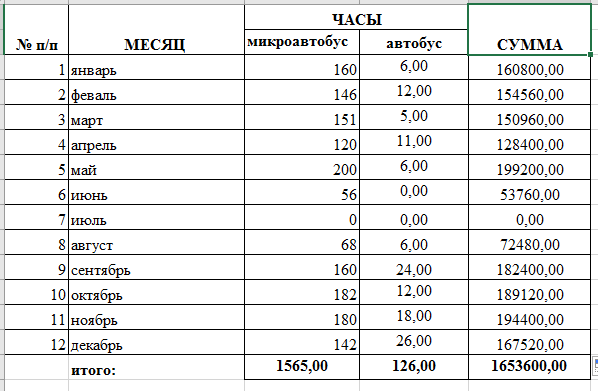 ЧАСЫ
№ п/п МЕСЯЦ микроавтобус автобус СУММА
1 январь 160 6,00 160800,00
2 феваль 146 12,00 154560,00
3 март 151 5,00 150960,00
4 апрель 120 11,00 128400,00
5 май 200 6,00 199200,00
6 июнь 56 0,00 53760,00
7 июль 0 0,00 0,00
8 август 68 6,00 72480,00
9 сентябрь 160 24,00 182400,00
10 октябрь 182 12,00 189120,00
11 ноябрь 180 18,00 194400,00
12 декабрь 142 26,00 167520,00
итого: 1565,00 126,00 1653600,00